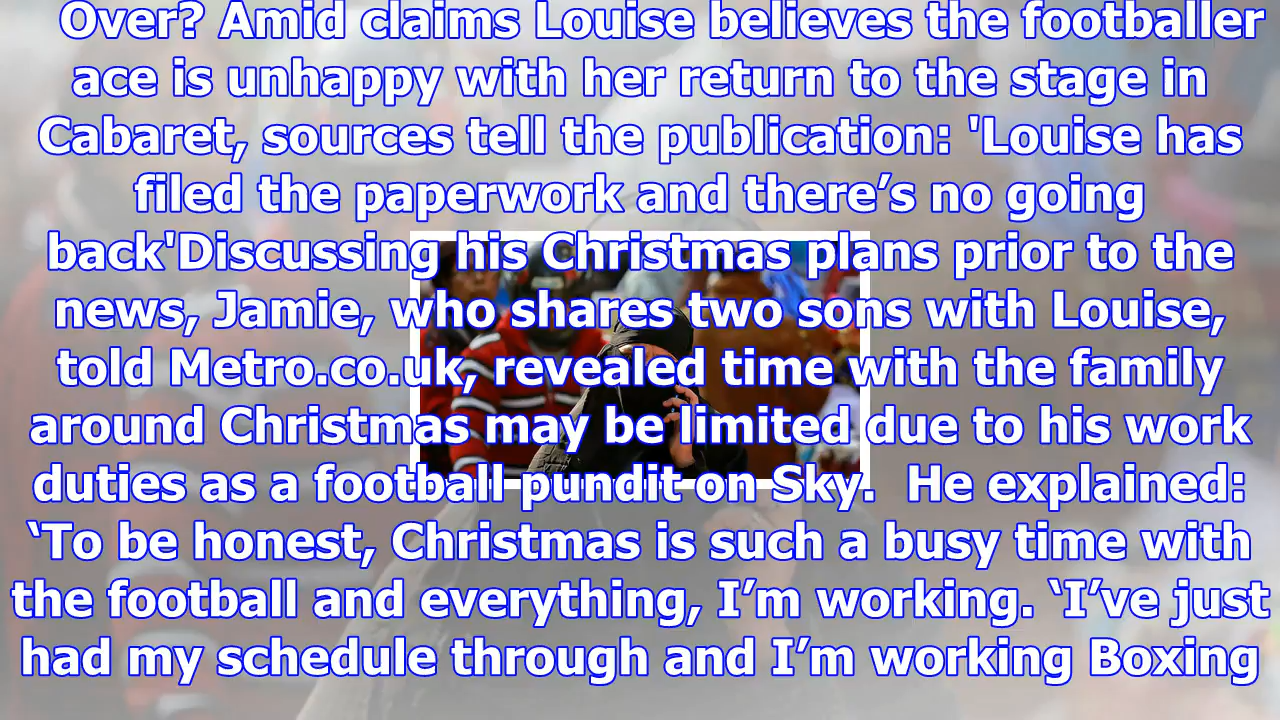 Over? Amid claims Louise believes the footballer
ace is unhappy with her return to the stage in
Cabaret, sources tell the publication: 'Louise has
filed the paperwork and there’s no going
back'Discussing his Christmas plans prior to the
news, Jamie, who shares two sons with Louise,
told Metro.co.uk, revealed time with the family
around Christmas may be limited due to his work
duties as a football pundit on Sky.  He explained:
‘To be honest, Christmas is such a busy time with
the football and everything, I’m working. ‘I’ve just
had my schedule through and I’m working Boxing